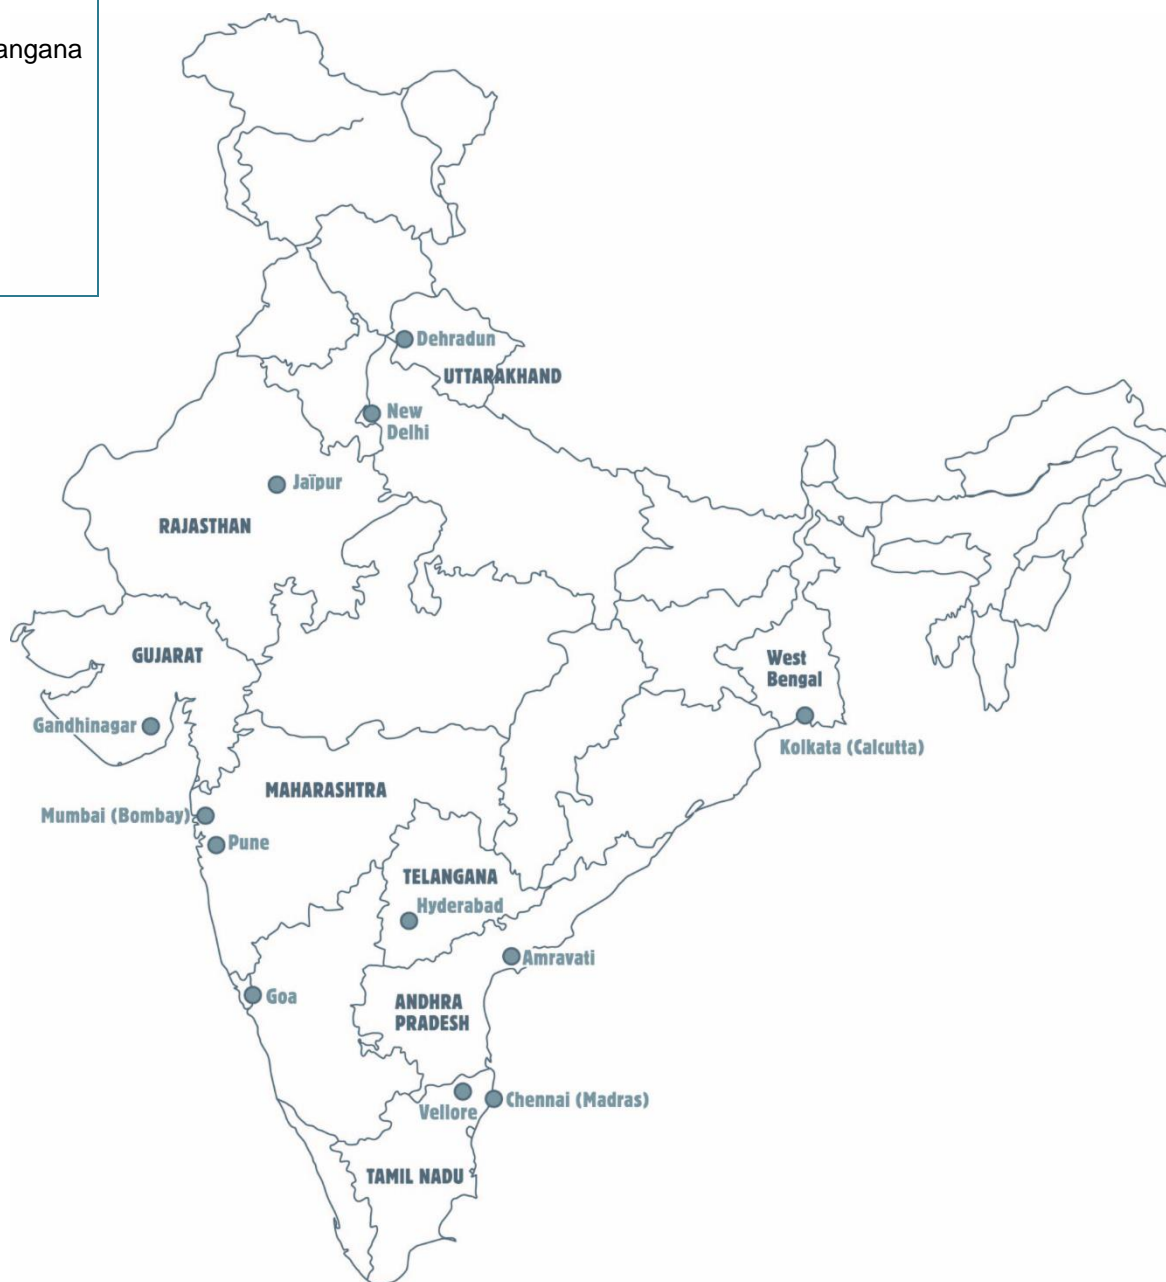 angana
Dehradun
UTTARAKHAND
New
Delhi
Jaïpur
RAJASTHAN
GUJARAT
West
Bengal
Gandhinagar
Kolkata (Calcutta)
MAHARASHTRA
Mumbai (Bombay)
Pune
TELANGANA
Hyderabad
Amravati
Goa
ANDHRA
PRADESH
Vellore
Chennai (Madras)
TAMIL NADU